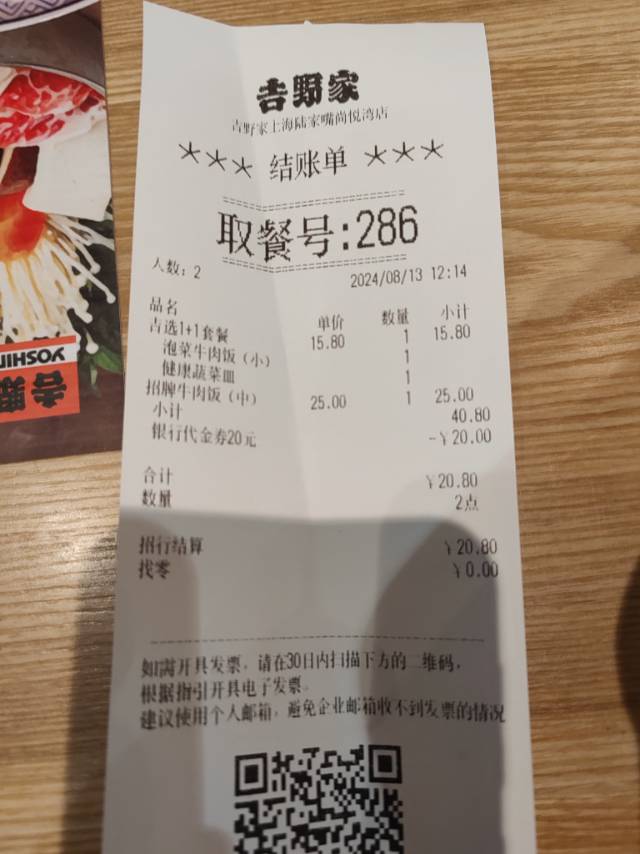 吉野家
吉野家上海陆家嘴尚悦湾店
*** 结账单 ***
取餐号:286
人数: 2
2024/08/13 12:14
品名 单价 数量 小计
吉选1+1套餐 15.80 1 15.80
泡菜牛肉饭（小） 1
健康蔬菜皿 1
招牌牛肉饭（中） 25.00 1 25.00
小计 40.80
银行代金券20元 -￥20.00
合计 ￥20.80
数量 2点
招行结算 ￥20.80
找零 ￥0.00
如需开具发票，请在30日内扫描下方的二维码，
根据指引开具电子发票。
建议使用个人邮箱，避免企业邮箱收不到发票的情况
YOSHIN
吉野